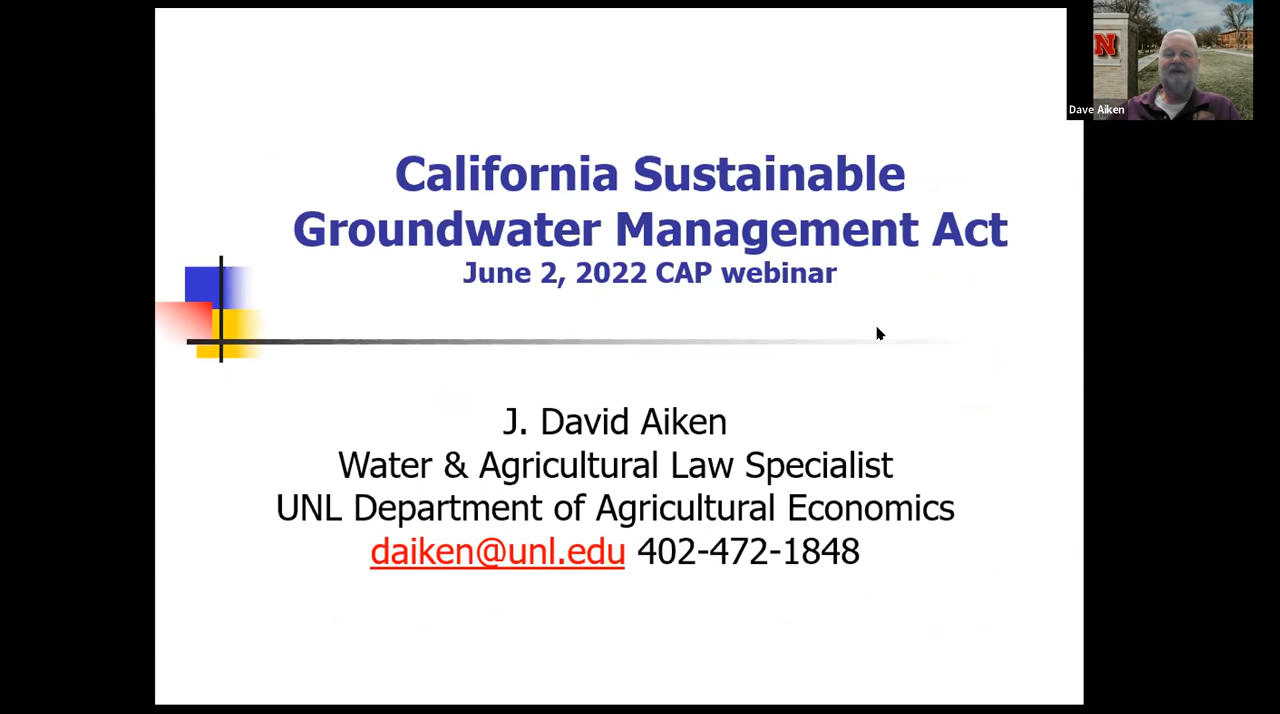 N
Dave Aiken
California Sustainable
Groundwater Management Act
June 2, 2022 CAP webinar
J. David Aiken
Water & Agricultural Law Specialist
UNL Department of Agricultural Economics
daiken@unl.edu 402-472-1848